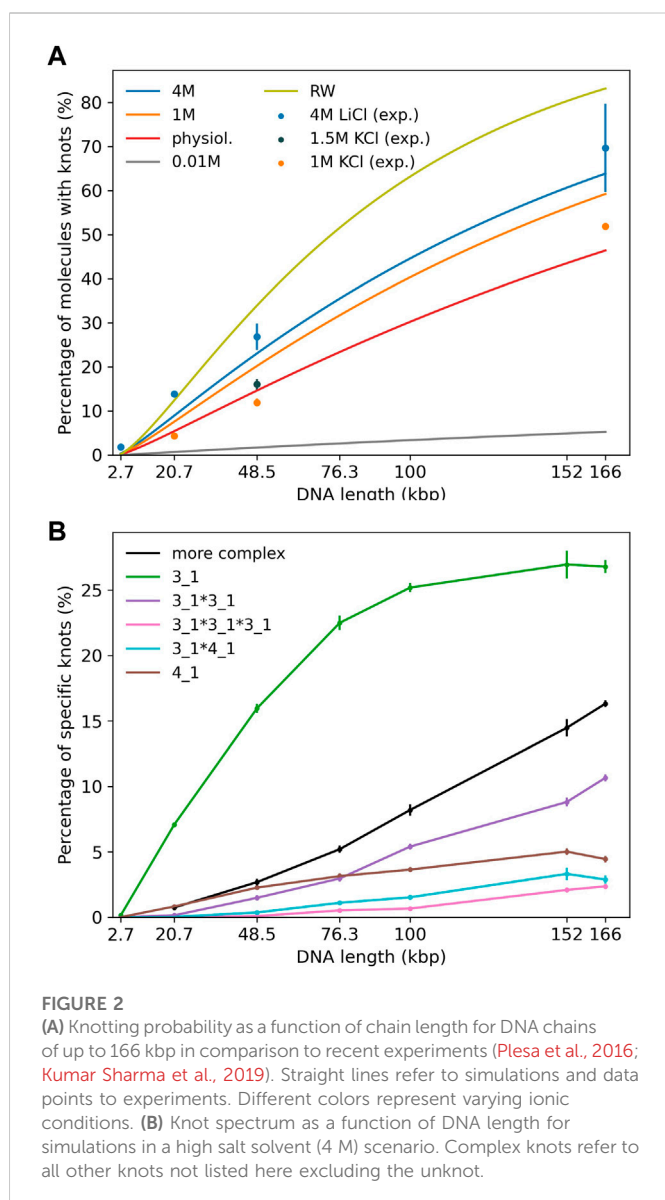 A
4M
1M
physiol.
0.01M
RW
4M LiCl (exp.)
1.5M KCl (exp.)
1M KCl (exp.)
Percentage of molecules with knots (%)
80
70
60
50
40
30
20
10
0
2.7 20.7 48.5 76.3 100 152 166
DNA length (kbp)
B
more complex
3_1
3_1*3_1
3_1*3_1*3_1
3_1*4_1
4_1
Percentage of specific knots (%)
25
20
15
10
5
0
2.7 20.7 48.5 76.3 100 152 166
DNA length (kbp)
FIGURE 2
(A) Knotting probability as a function of chain length for DNA chains
of up to 166 kbp in comparison to recent experiments (Plesa et al., 2016;
Kumar Sharma et al., 2019). Straight lines refer to simulations and data
points to experiments. Different colors represent varying ionic
conditions. (B) Knot spectrum as a function of DNA length for
simulations in a high salt solvent (4 M) scenario. Complex knots refer to
all other knots not listed here excluding the unknot.